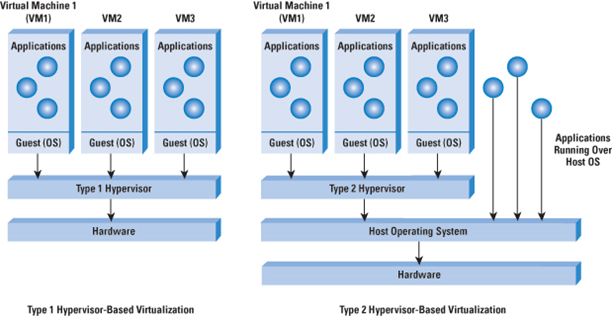 Virtual Machine 1
(VM1)
VM2
VM3
Applications
Applications
Applications
Guest (OS)
Guest (OS)
Guest (OS)
Type 1 Hypervisor
Hardware
Type 1 Hypervisor-Based Virtualization
Virtual Machine 1
(VM1)
VM2
VM3
Applications
Applications
Applications
Guest (OS)
Guest (OS)
Guest (OS)
Applications
Running Over
Host OS
Type 2 Hypervisor
Host Operating System
Hardware
Type 2 Hypervisor-Based Virtualization